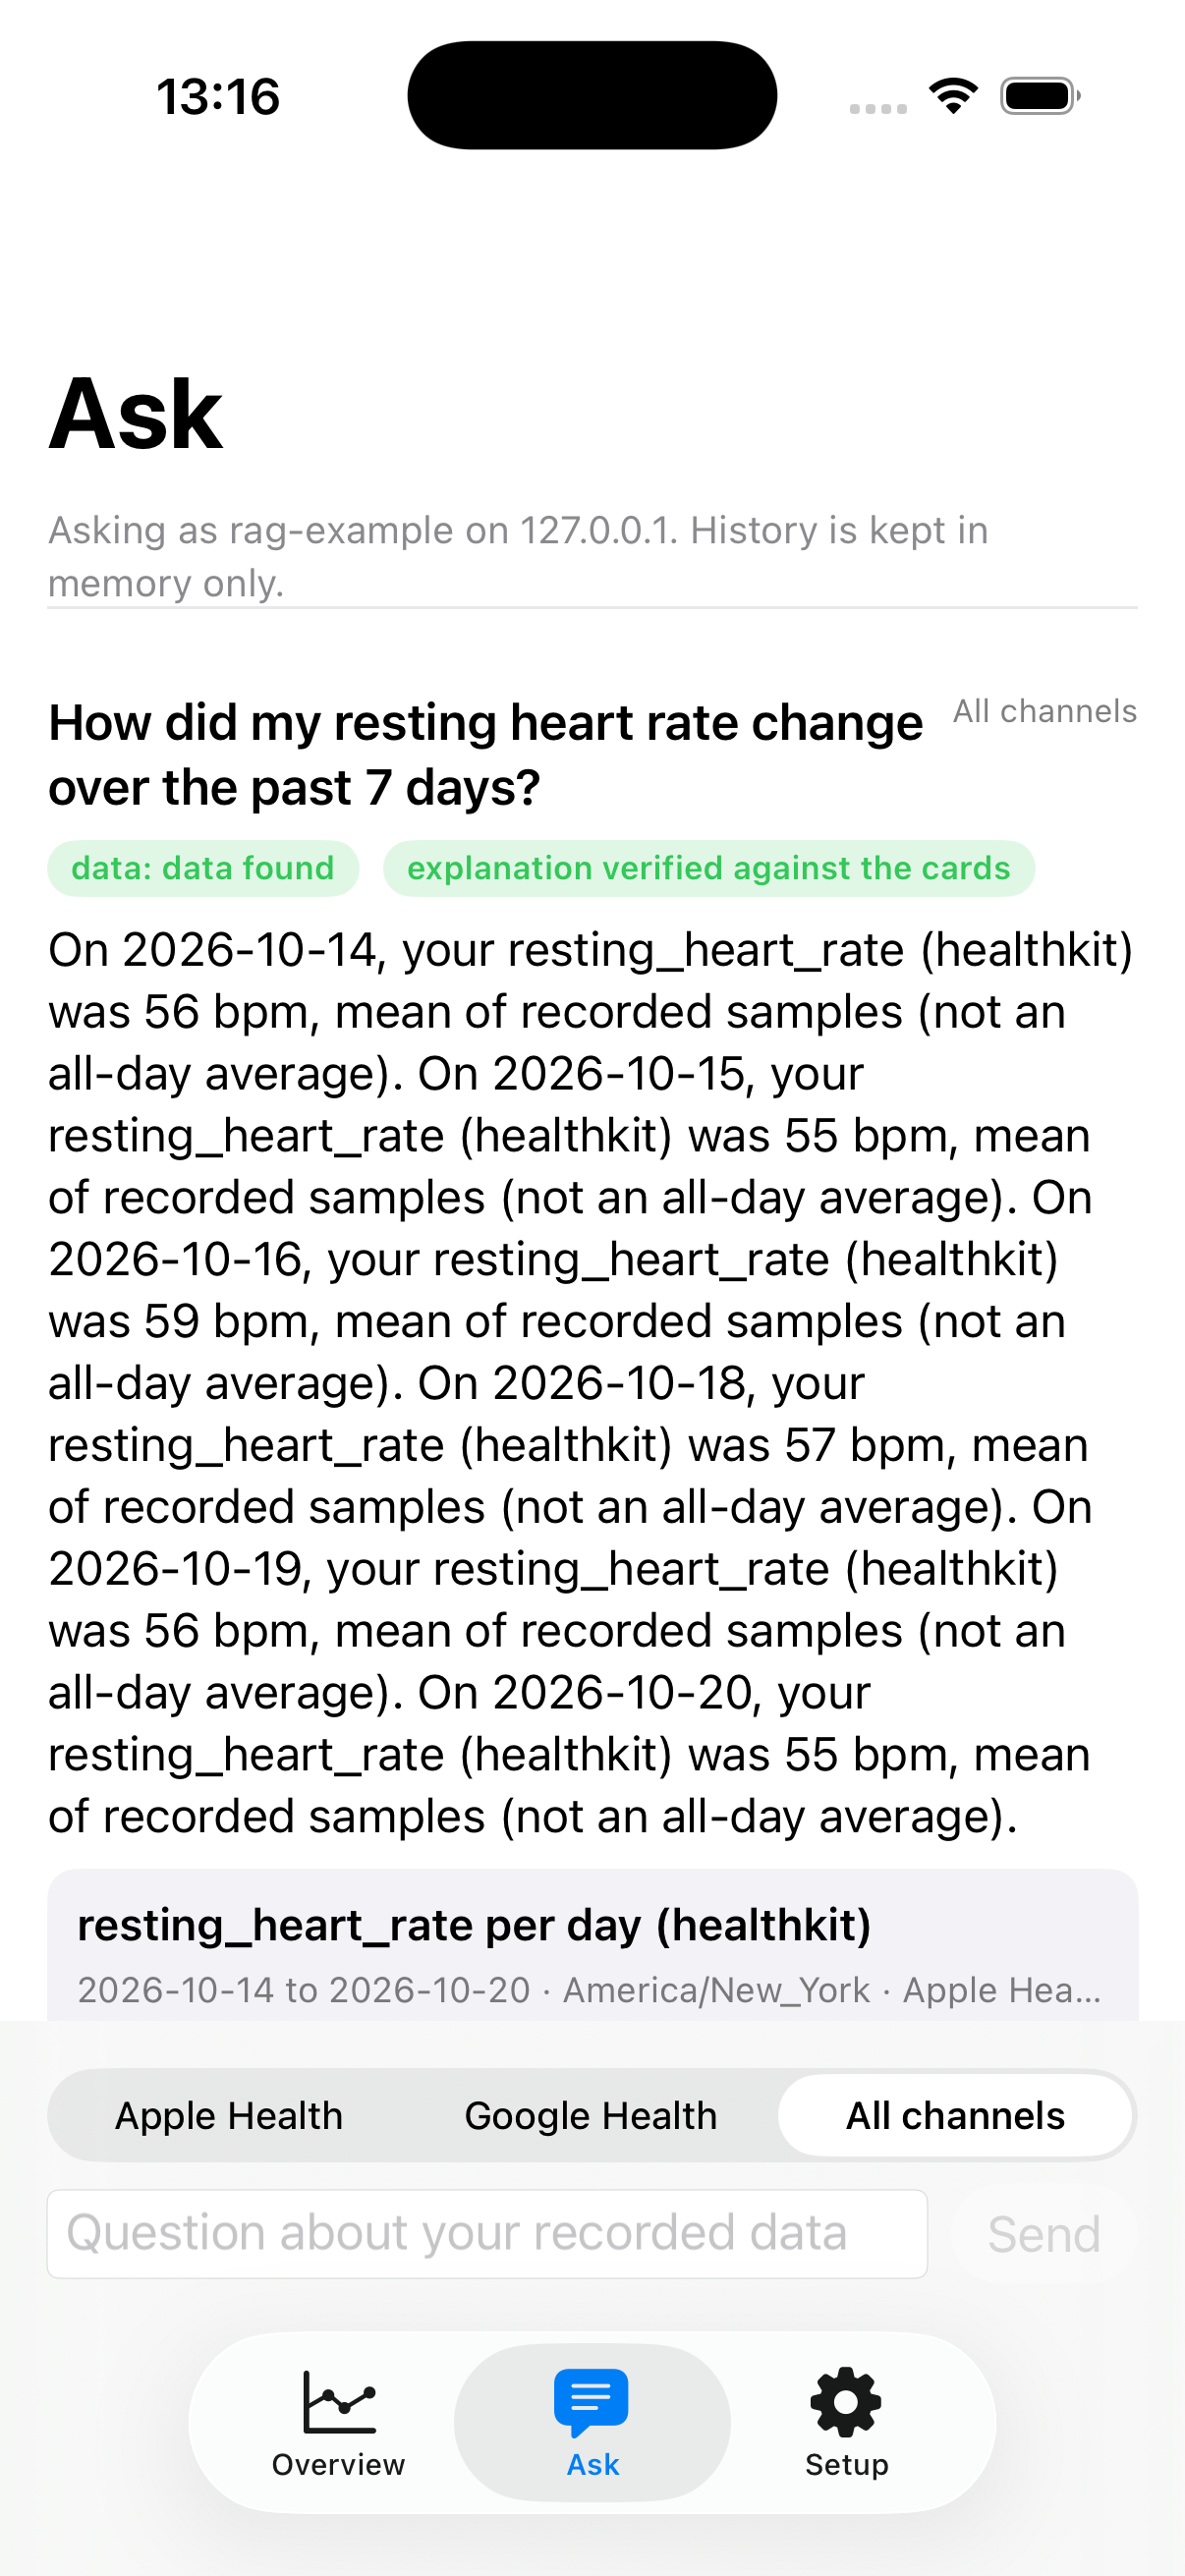 13:16
Ask
Asking as rag-example on 127.0.0.1. History is kept in
memory only.
How did my resting heart rate change
over the past 7 days?
All channels
data: data found
explanation verified against the cards
On 2026-10-14, your resting_heart_rate (healthkit)
was 56 bpm, mean of recorded samples (not an
all-day average). On 2026-10-15, your
resting_heart_rate (healthkit) was 55 bpm, mean
of recorded samples (not an all-day average). On
2026-10-16, your resting_heart_rate (healthkit)
was 59 bpm, mean of recorded samples (not an
all-day average). On 2026-10-18, your
resting_heart_rate (healthkit) was 57 bpm, mean
of recorded samples (not an all-day average). On
2026-10-19, your resting_heart_rate (healthkit)
was 56 bpm, mean of recorded samples (not an
all-day average). On 2026-10-20, your
resting_heart_rate (healthkit) was 55 bpm, mean
of recorded samples (not an all-day average).
resting_heart_rate per day (healthkit)
2026-10-14 to 2026-10-20 · America/New_York · Apple Hea...
Apple Health
Google Health
All channels
Question about your recorded data
Send
Overview
Ask
Setup